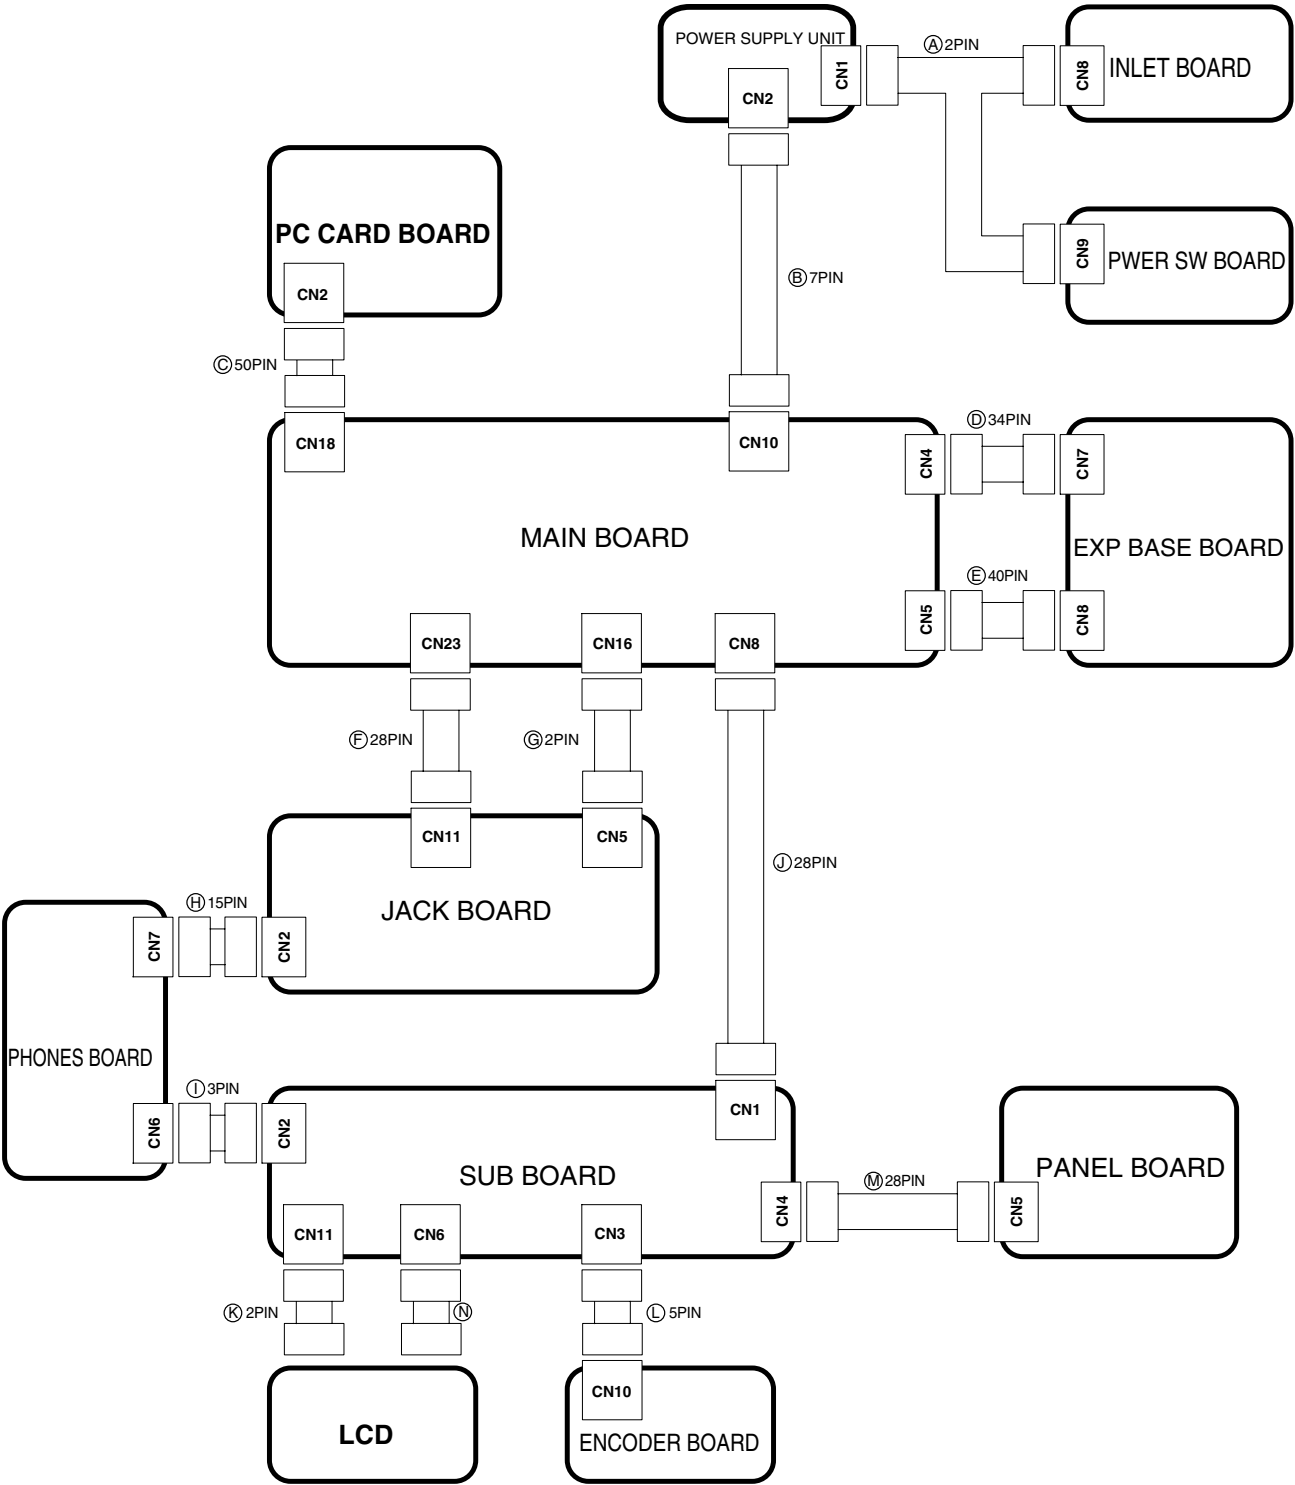 POWER SUPPLY UNIT
CN1
CN2
Ⓐ2PIN
CN8
INLET BOARD
PC CARD BOARD
CN2
Ⓑ7PIN
CN9
PWER SW BOARD
Ⓒ50PIN
CN18
CN10
CN4
Ⓓ34PIN
CN7
MAIN BOARD
EXP BASE BOARD
CN5
Ⓔ40PIN
CN8
CN23
CN16
CN8
Ⓕ28PIN
Ⓖ2PIN
CN11
CN5
Ⓙ28PIN
JACK BOARD
Ⓗ15PIN
CN7
CN2
PHONES BOARD
Ⓘ3PIN
CN6
CN2
CN1
SUB BOARD
CN4
Ⓜ28PIN
CN5
PANEL BOARD
CN11
CN6
CN3
Ⓚ2PIN
Ⓝ
Ⓛ5PIN
CN10
LCD
ENCODER BOARD